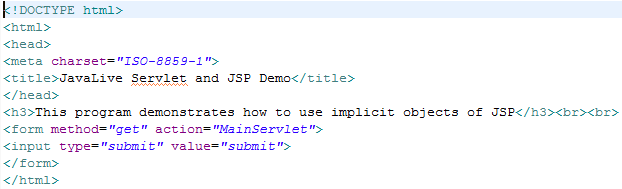 <!DOCTYPE html>
<html>
<head>
<meta charset="ISO-8859-1">
<title>JavaLive Servlet and JSP Demo</title>
</head>
<h3>This program demonstrates how to use implicit objects of JSP</h3><br><br>
<form method="get" action="MainServlet">
<input type="submit" value="submit">
</form>
</html>